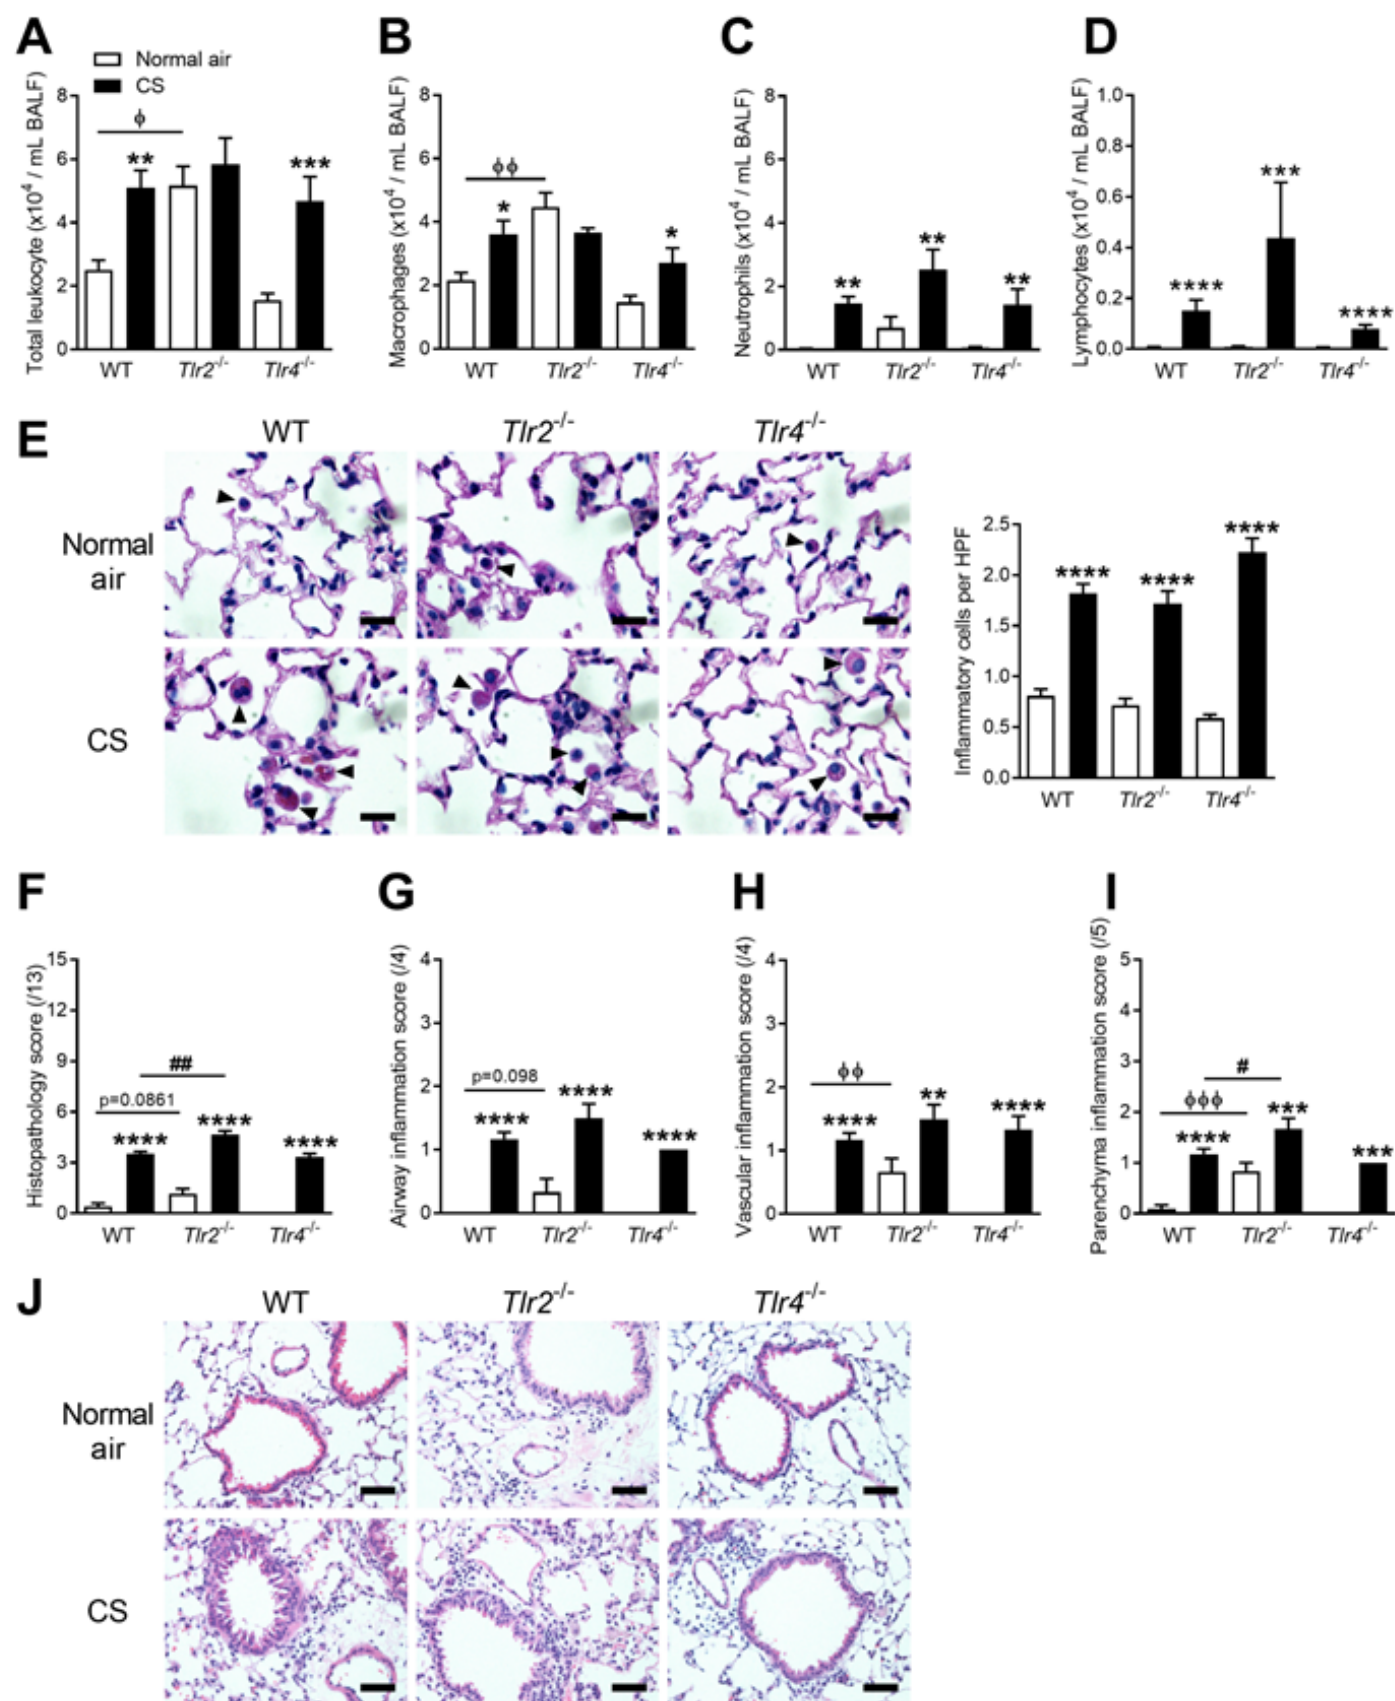 A
B
C
D
Normal air
CS
Total leukocyte (x10⁴ / mL BALF)
8
6
4
2
0
ϕ
**
***
WT
Tlr2⁻/⁻
Tlr4⁻/⁻
Macrophages (x10⁴ / mL BALF)
8
6
4
2
0
ϕϕ
*
*
WT
Tlr2⁻/⁻
Tlr4⁻/⁻
Neutrophils (x10⁴ / mL BALF)
8
6
4
2
0
**
**
**
WT
Tlr2⁻/⁻
Tlr4⁻/⁻
Lymphocytes (x10⁴ / mL BALF)
1.0
0.8
0.6
0.4
0.2
0.0
****
***
****
WT
Tlr2⁻/⁻
Tlr4⁻/⁻
E
WT
Tlr2⁻/⁻
Tlr4⁻/⁻
Normal
air
CS
Inflammatory cells per HPF
2.5
2.0
1.5
1.0
0.5
0.0
****
****
****
WT
Tlr2⁻/⁻
Tlr4⁻/⁻
F
G
H
I
Histopathology score (/13)
15
12
9
6
3
0
##
p=0.0861
****
****
****
WT
Tlr2⁻/⁻
Tlr4⁻/⁻
Airway inflammation score (/4)
4
3
2
1
0
p=0.098
****
****
****
WT
Tlr2⁻/⁻
Tlr4⁻/⁻
Vascular inflammation score (/4)
4
3
2
1
0
ϕϕ
****
**
****
WT
Tlr2⁻/⁻
Tlr4⁻/⁻
Parenchyma inflammation score (/5)
5
4
3
2
1
0
#
ϕϕϕ
****
***
***
WT
Tlr2⁻/⁻
Tlr4⁻/⁻
J
WT
Tlr2⁻/⁻
Tlr4⁻/⁻
Normal
air
CS